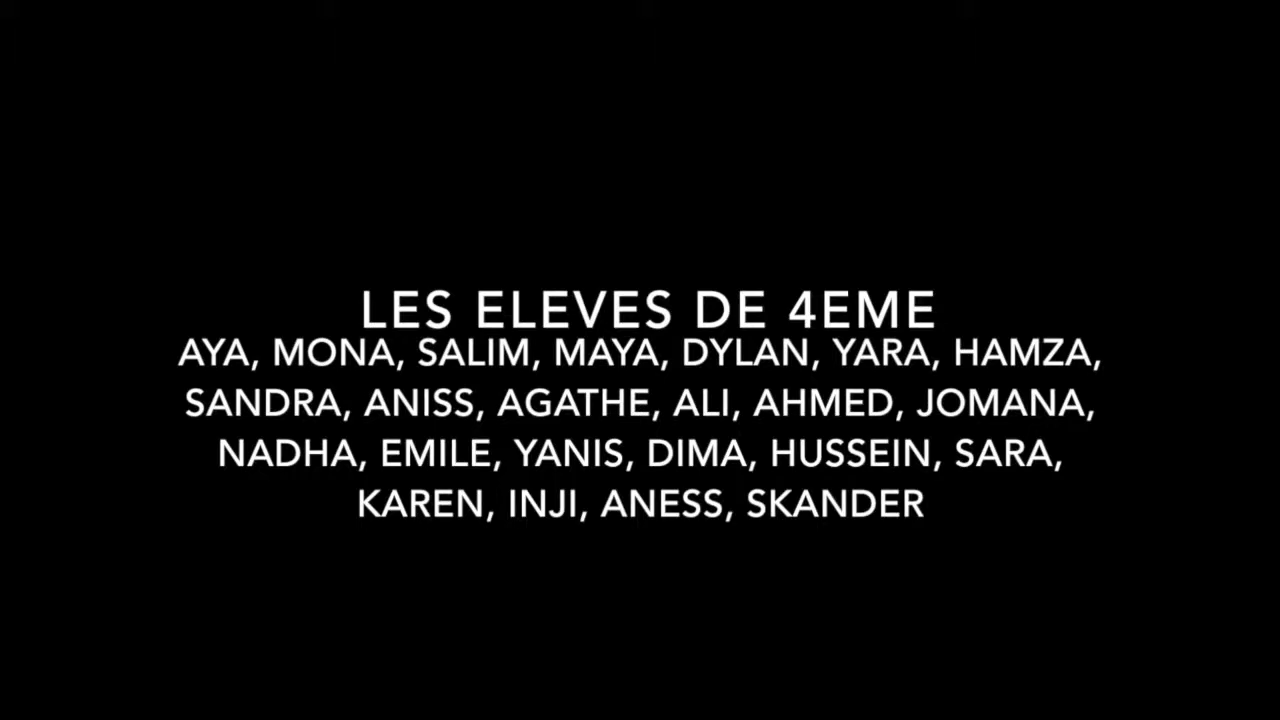 LES ELEVES DE 4EME
AYA, MONA, SALIM, MAYA, DYLAN, YARA, HAMZA,
SANDRA, ANISS, AGATHE, ALI, AHMED, JOMANA,
NADHA, EMILE, YANIS, DIMA, HUSSEIN, SARA,
KAREN, INJI, ANESS, SKANDER